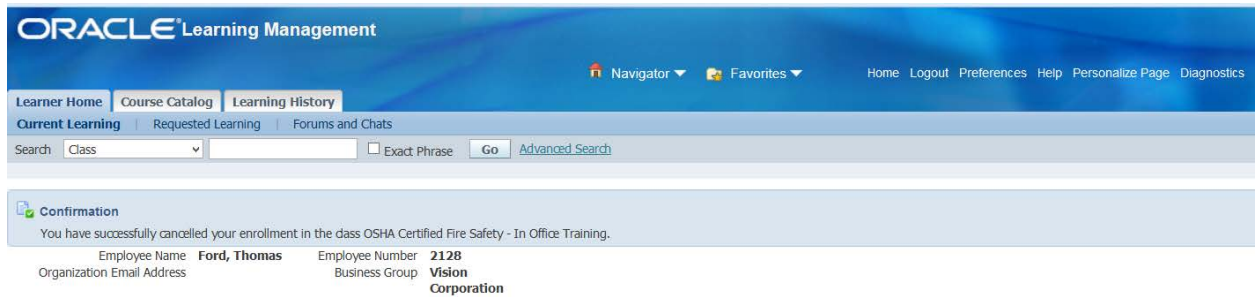 ORACLE® Learning Management
Navigator Favorites Home Logout Preferences Help Personalize Page Diagnostics
Learner Home Course Catalog Learning History
Current Learning | Requested Learning | Forums and Chats
Search Class Exact Phrase Go Advanced Search
Confirmation
You have successfully cancelled your enrollment in the class OSHA Certified Fire Safety - In Office Training.
Employee Name Ford, Thomas Employee Number 2128
Organization Email Address Business Group Vision
Corporation